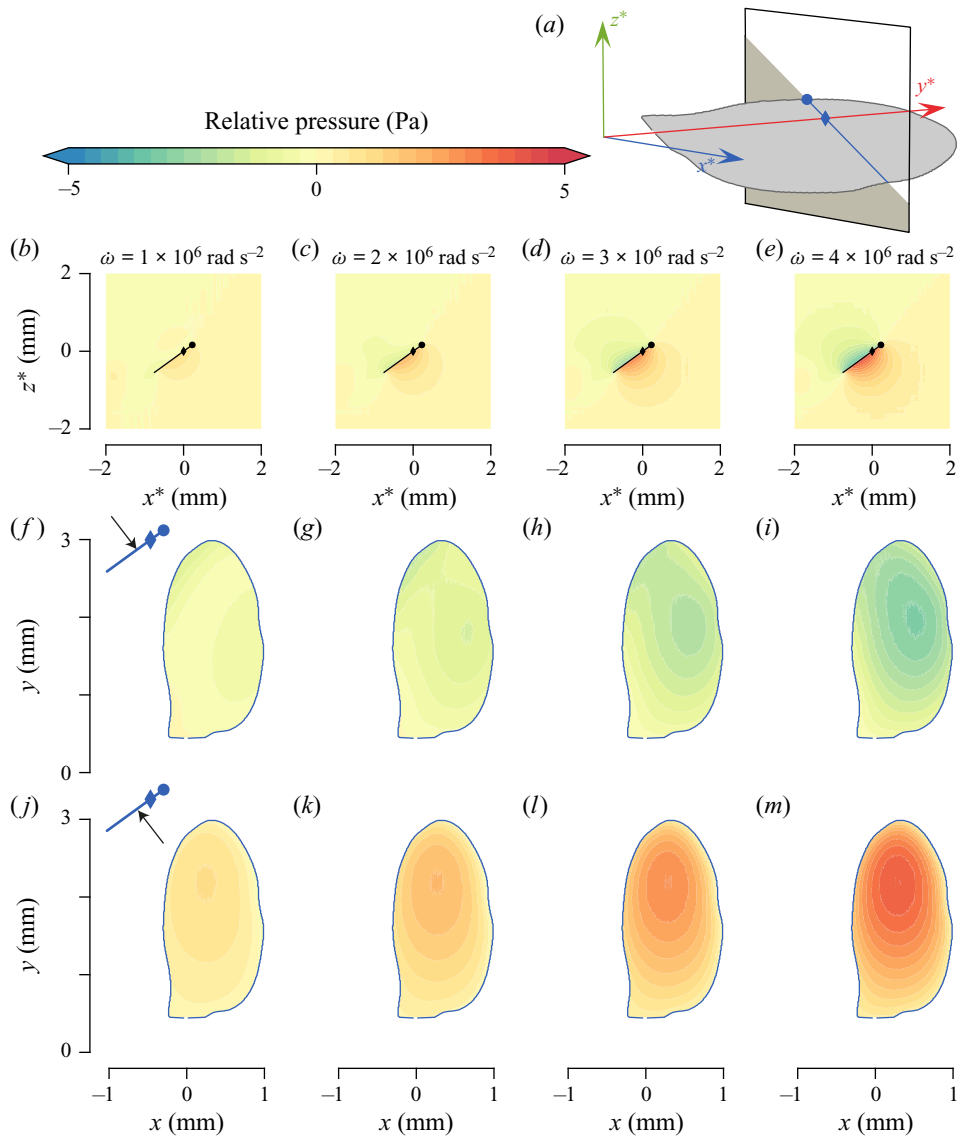 (a)
z*
y*
x*
Relative pressure (Pa)
–5 0 5
(b) (c) (d) (e)
ω̇ = 1 × 10⁶ rad s⁻² ω̇ = 2 × 10⁶ rad s⁻² ω̇ = 3 × 10⁶ rad s⁻² ω̇ = 4 × 10⁶ rad s⁻²
2
0
–2
z* (mm)
–2 0 2 –2 0 2 –2 0 2 –2 0 2
x* (mm) x* (mm) x* (mm) x* (mm)
(f) (g) (h) (i)
3
y (mm)
0
(j) (k) (l) (m)
3
y (mm)
0
–1 0 1 –1 0 1 –1 0 1 –1 0 1
x (mm) x (mm) x (mm) x (mm)